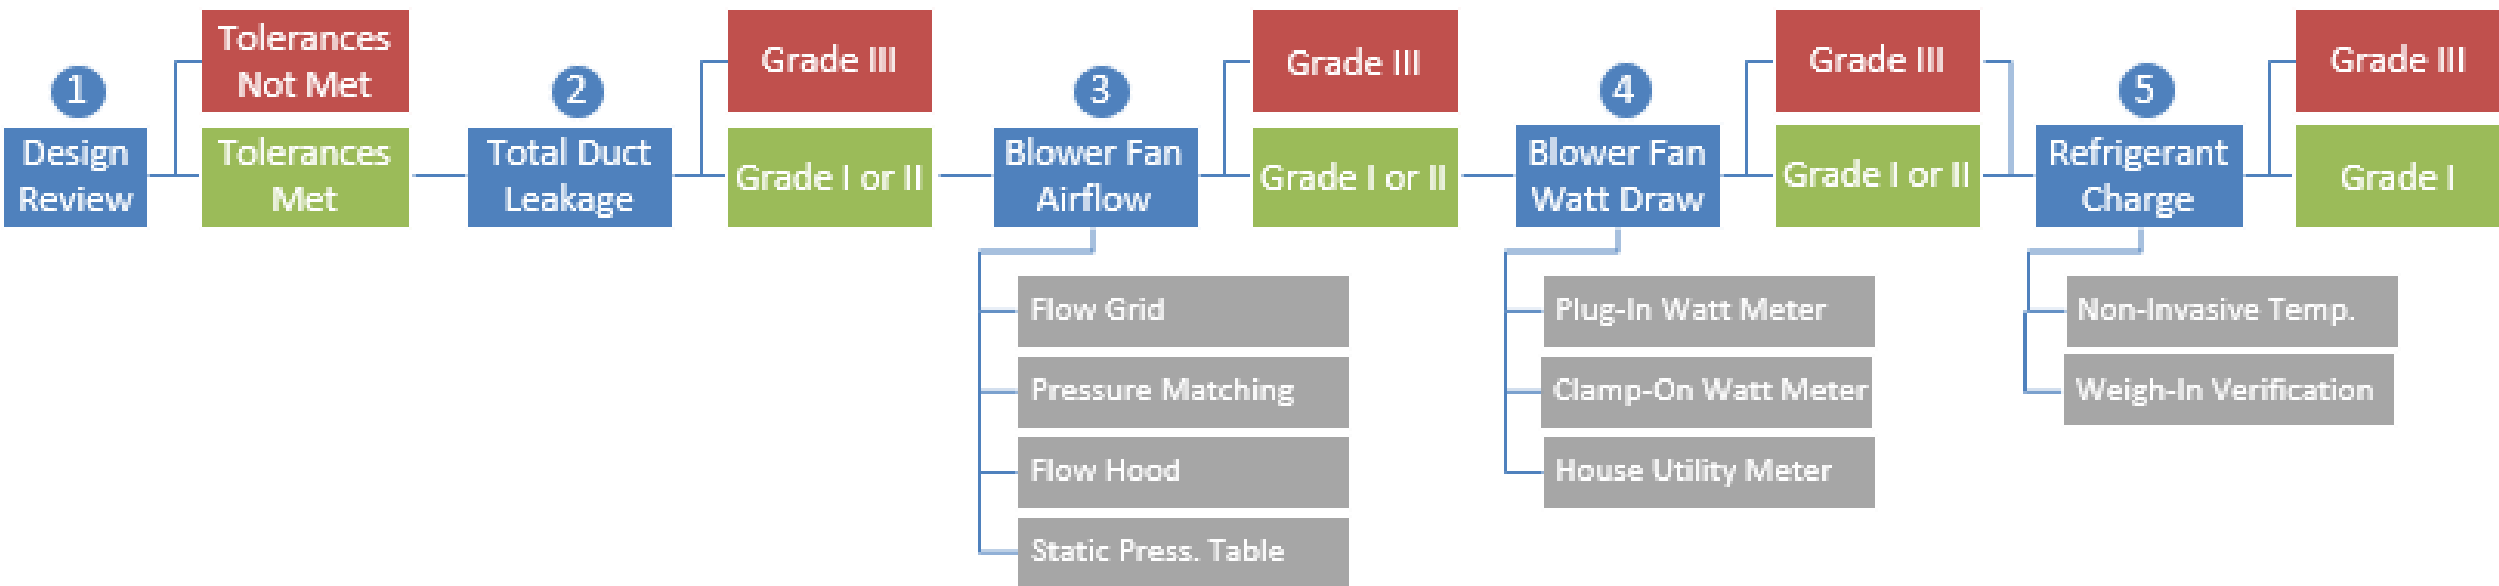 1
Design
Review
Tolerances
Not Met
Tolerances
Met
2
Total Duct
Leakage
Grade III
Grade I or II
3
Blower Fan
Airflow
Flow Grid
Pressure Matching
Flow Hood
Static Press. Table
Grade III
Grade I or II
4
Blower Fan
Watt Draw
Plug-In Watt Meter
Clamp-On Watt Meter
House Utility Meter
Grade III
Grade I or II
5
Refrigerant
Charge
Non-Invasive Temp.
Weigh-In Verification
Grade III
Grade I